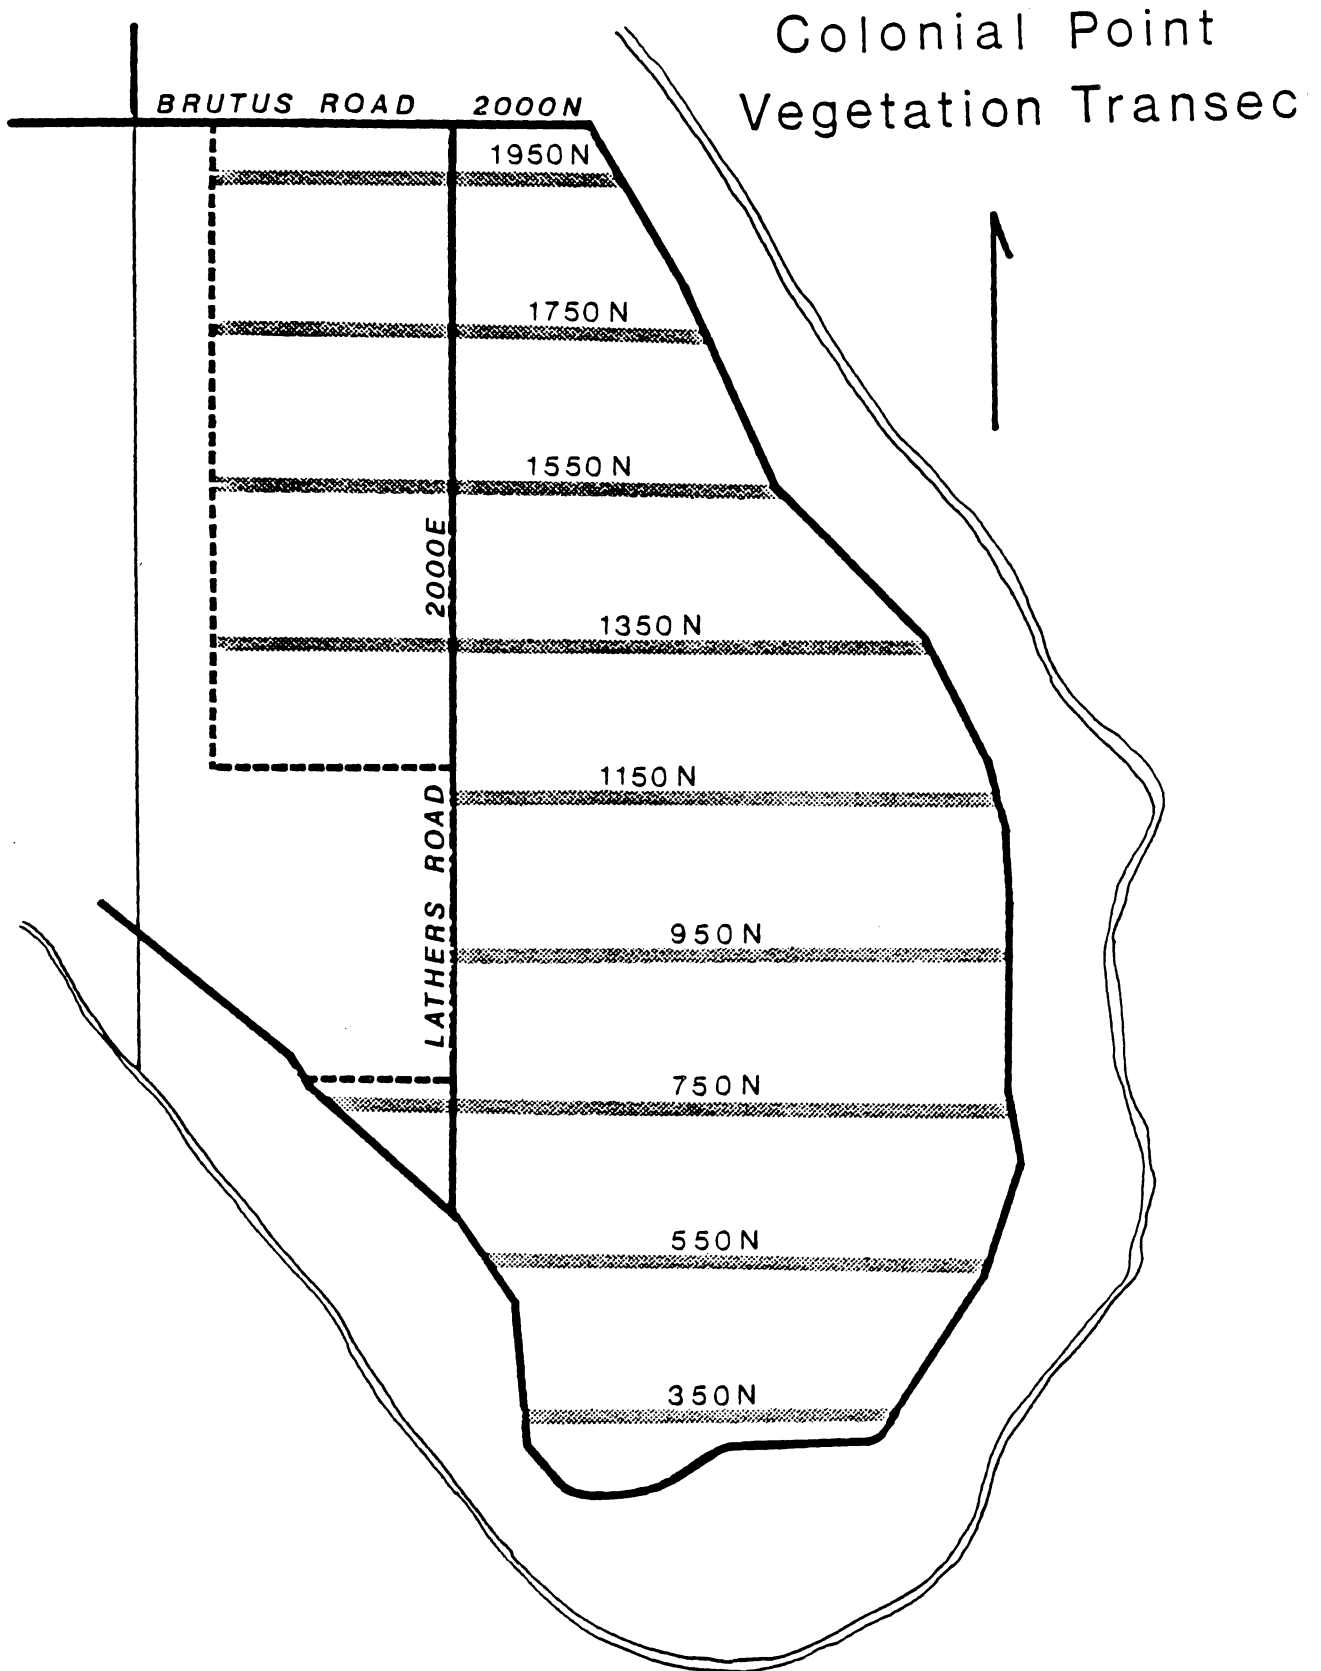 Colonial Point
Vegetation Transec
BRUTUS ROAD 2000N
1950N
1750N
1550N
2000E
1350N
1150N
LATHERS ROAD
950N
750N
550N
350N